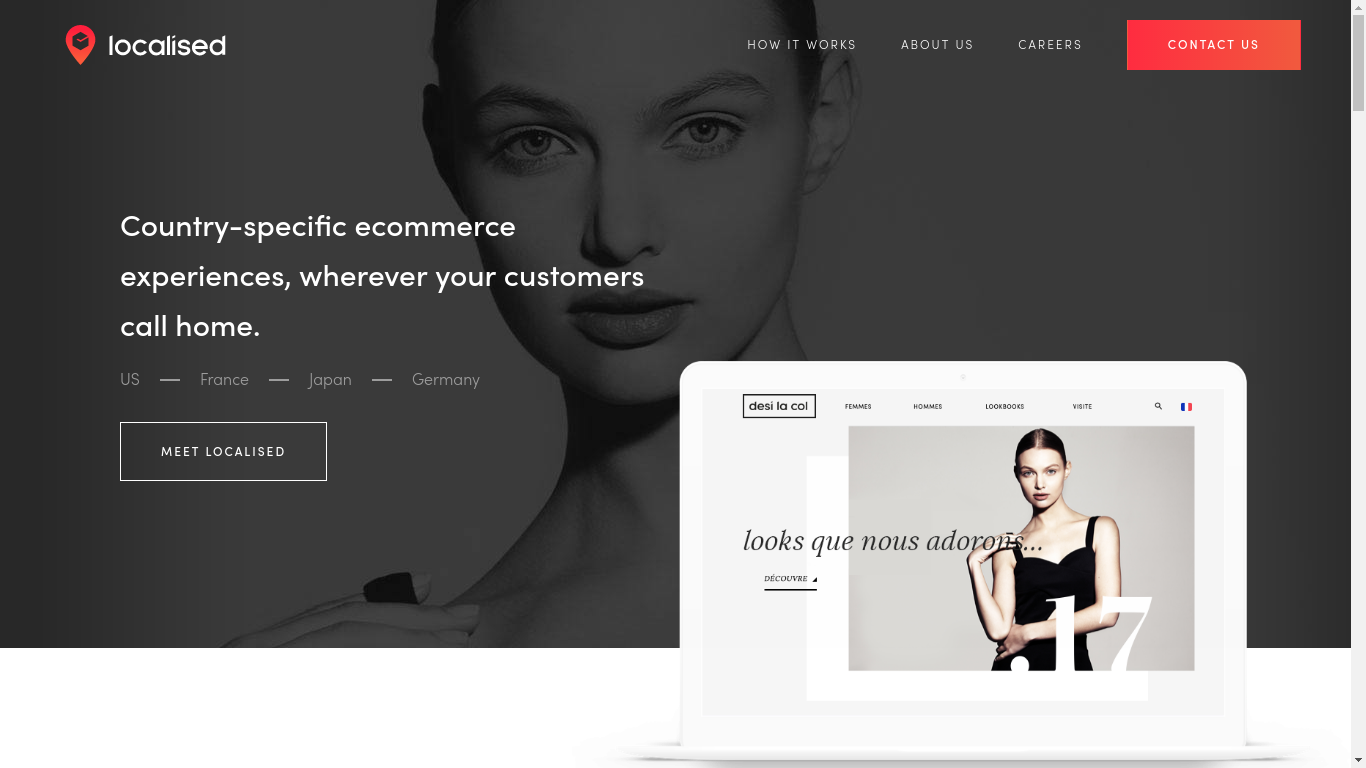 localised
HOW IT WORKS
ABOUT US
CAREERS
CONTACT US
Country-specific ecommerce
experiences, wherever your customers
call home.
US — France — Japan — Germany
MEET LOCALISED
desi la col
FEMMES
HOMMES
LOOKBOOKS
VISITE
looks que nous adorons...
DÉCOUVRE
.17